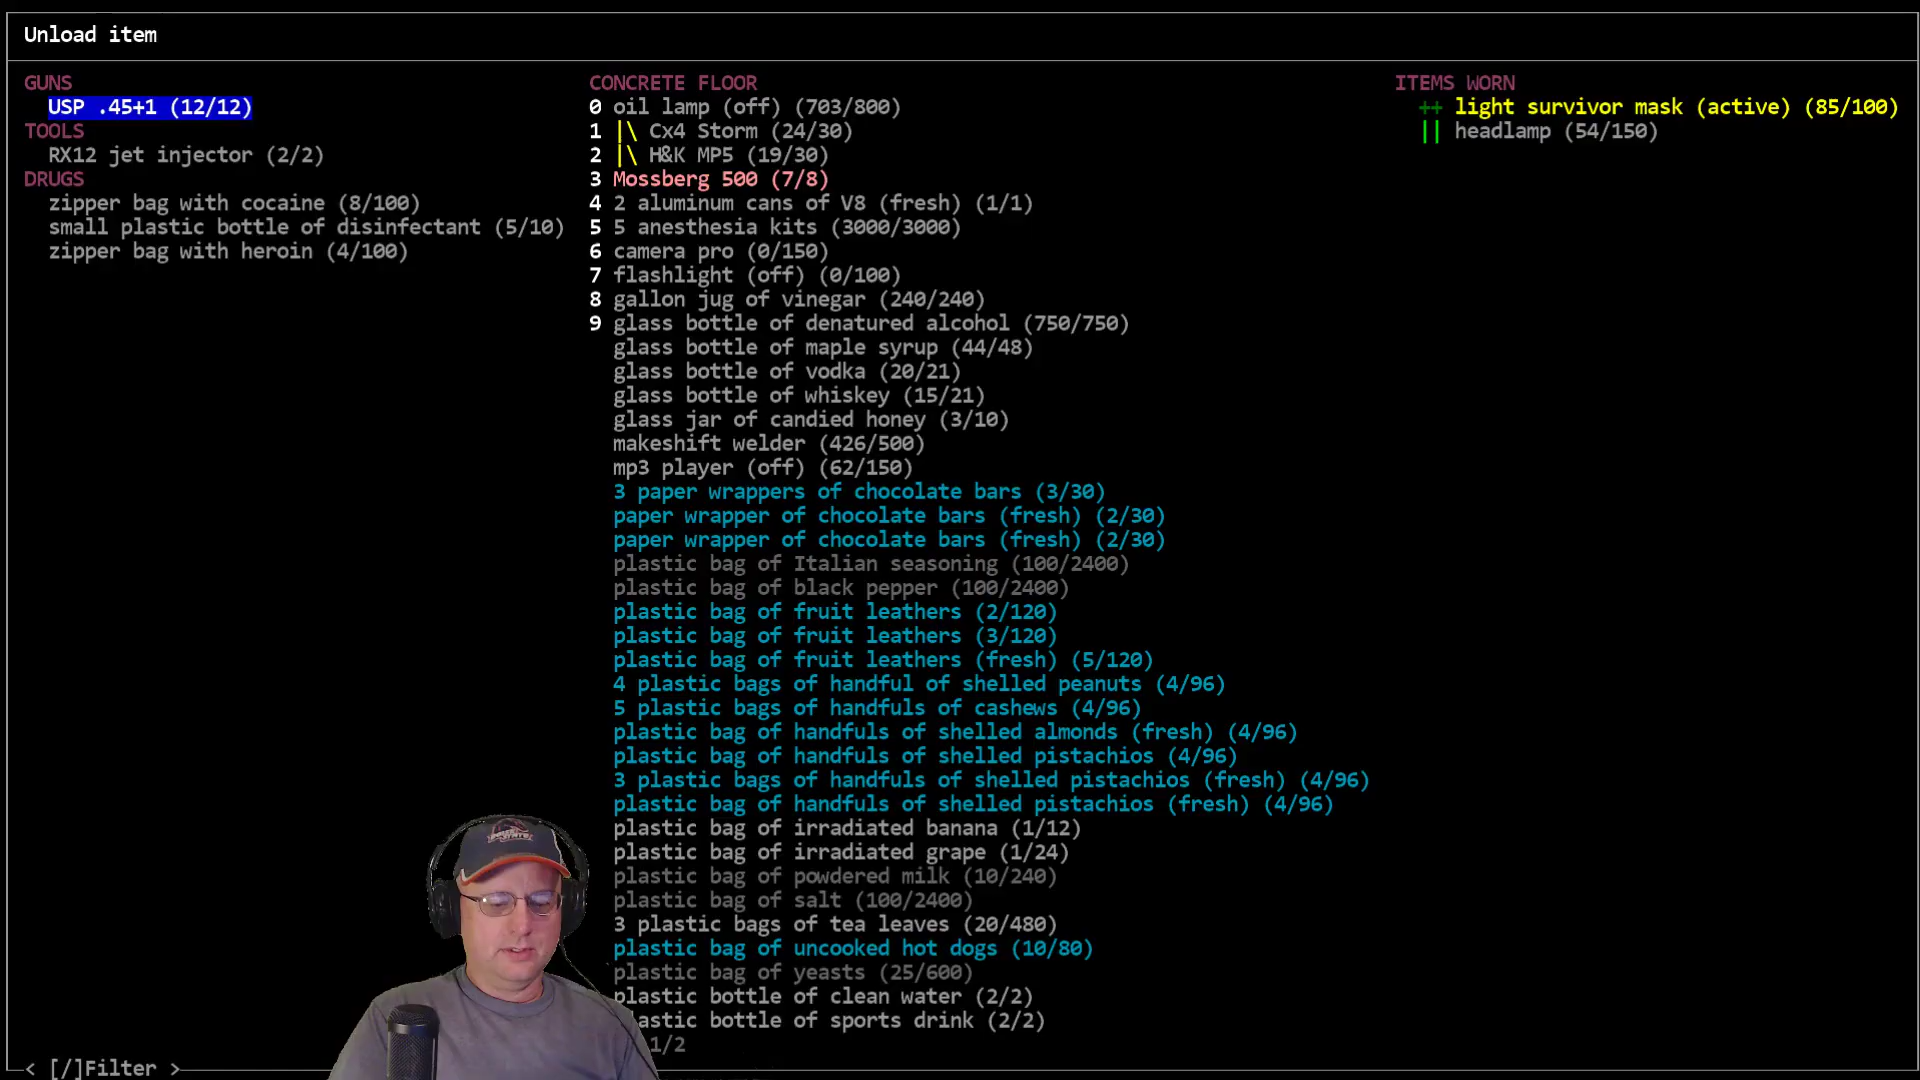 Unload item
GUNS
USP .45+1 (12/12)
TOOLS
RX12 jet injector (2/2)
DRUGS
zipper bag with cocaine (8/100)
small plastic bottle of disinfectant (5/10)
zipper bag with heroin (4/100)
CONCRETE FLOOR
0 oil lamp (off) (703/800)
1 |\ Cx4 Storm (24/30)
2 |\ H&K MP5 (19/30)
3 Mossberg 500 (7/8)
4 2 aluminum cans of V8 (fresh) (1/1)
5 5 anesthesia kits (3000/3000)
6 camera pro (0/150)
7 flashlight (off) (0/100)
8 gallon jug of vinegar (240/240)
9 glass bottle of denatured alcohol (750/750)
glass bottle of maple syrup (44/48)
glass bottle of vodka (20/21)
glass bottle of whiskey (15/21)
glass jar of candied honey (3/10)
makeshift welder (426/500)
mp3 player (off) (62/150)
3 paper wrappers of chocolate bars (3/30)
paper wrapper of chocolate bars (fresh) (2/30)
paper wrapper of chocolate bars (fresh) (2/30)
plastic bag of Italian seasoning (100/2400)
plastic bag of black pepper (100/2400)
plastic bag of fruit leathers (2/120)
plastic bag of fruit leathers (3/120)
plastic bag of fruit leathers (fresh) (5/120)
4 plastic bags of handful of shelled peanuts (4/96)
5 plastic bags of handfuls of cashews (4/96)
plastic bag of handfuls of shelled almonds (fresh) (4/96)
plastic bag of handfuls of shelled pistachios (4/96)
3 plastic bags of handfuls of shelled pistachios (fresh) (4/96)
plastic bag of handfuls of shelled pistachios (fresh) (4/96)
plastic bag of irradiated banana (1/12)
plastic bag of irradiated grape (1/24)
plastic bag of powdered milk (10/240)
plastic bag of salt (100/2400)
3 plastic bags of tea leaves (20/480)
plastic bag of uncooked hot dogs (10/80)
plastic bag of yeasts (25/600)
plastic bottle of clean water (2/2)
astic bottle of sports drink (2/2)
1/2
ITEMS WORN
++ light survivor mask (active) (85/100)
|| headlamp (54/150)
< [/]Filter >